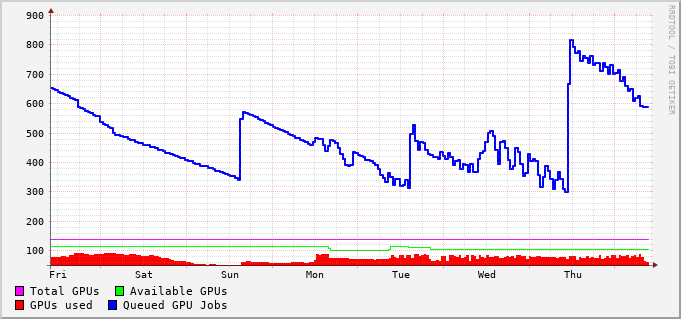 900
800
700
600
500
400
300
200
100
Fri Sat Sun Mon Tue Wed Thu
Total GPUs Available GPUs
GPUs used Queued GPU Jobs
RRDTOOL / TOBI OETIKER